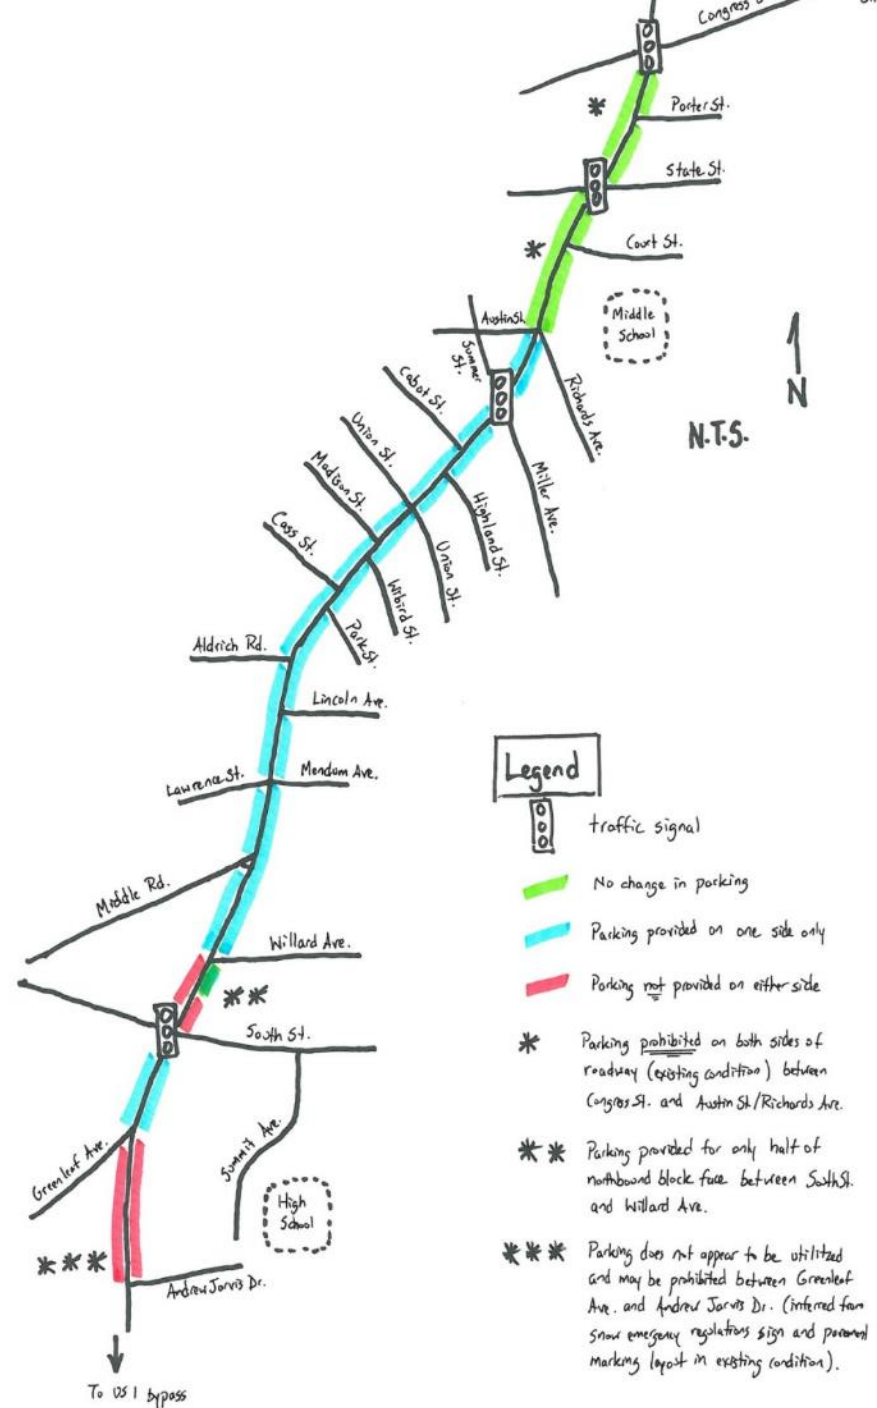 Congress
Porter St.
State St.
Court St.
Middle
School
Austin St.
Summer
St.
Richards Ave.
N
N.T.S.
Cabot St.
Union St.
Madison St.
Cass St.
Miller Ave.
Highland St.
Union St.
Wibird St.
Park St.
Aldrich Rd.
Lincoln Ave.
Lawrence St.
Mendum Ave.
Middle Rd.
Willard Ave.
**
South St.
Summit Ave.
Greenleaf Ave.
High
School
***
Andrew Jarvis Dr.
To US 1 bypass
Legend
traffic signal
No change in parking
Parking provided on one side only
Parking not provided on either side
* Parking prohibited on both sides of
roadway (existing condition) between
Congress St. and Austin St./Richards Ave.
** Parking provided for only half of
northbound block face between South St.
and Willard Ave.
*** Parking does not appear to be utilized
and may be prohibited between Greenleaf
Ave. and Andrew Jarvis Dr. (inferred from
snow emergency regulations sign and pavement
marking layout in existing condition).